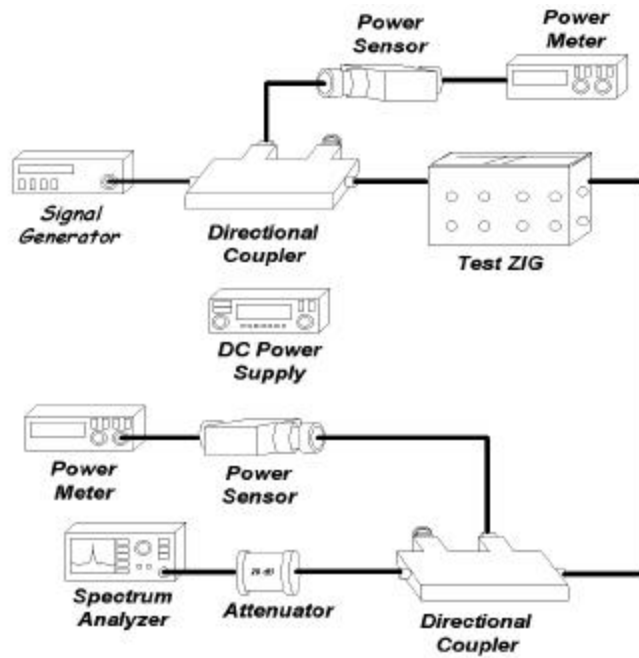 Power
Sensor
Power
Meter
Signal
Generator
Directional
Coupler
Test ZIG
DC Power
Supply
Power
Meter
Power
Sensor
Spectrum
Analyzer
Attenuator
Directional
Coupler